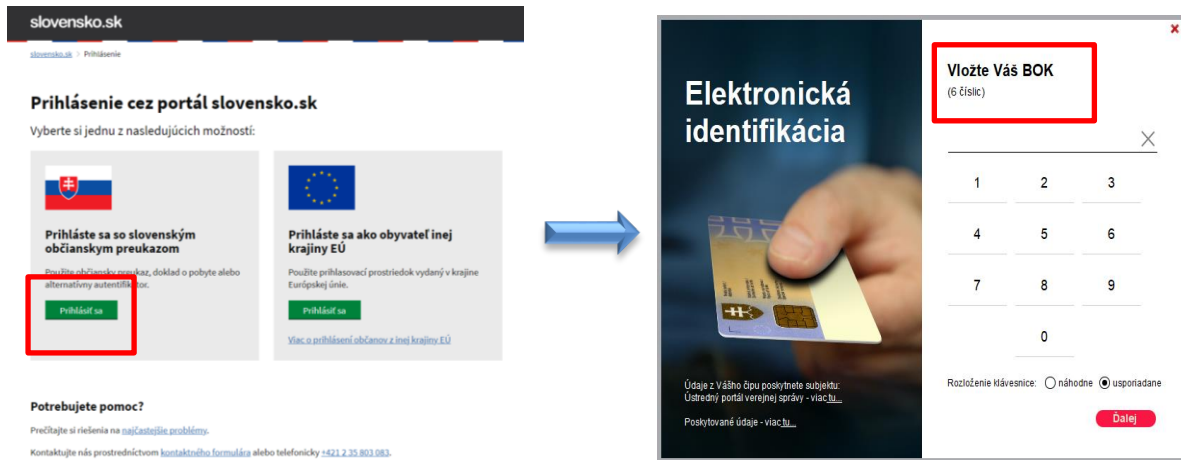 slovensko.sk
slovensko.sk > Prihlásenie
Prihlásenie cez portál slovensko.sk
Vyberte si jednu z nasledujúcich možností:
Prihláste sa so slovenským
občianskym preukazom
Použite občiansky preukaz, doklad o pobyte alebo
alternatívny autentifikátor.
Prihlásiť sa
Prihláste sa ako obyvateľ inej
krajiny EÚ
Použite prihlasovací prostriedok vydaný v krajine
Európskej únie.
Prihlásiť sa
Viac o prihlásení občanov z inej krajiny EÚ
Potrebujete pomoc?
Prečítajte si riešenia na najčastejšie problémy.
Kontaktujte nás prostredníctvom kontaktného formulára alebo telefonicky +421 2 35 803 083.
Elektronická
identifikácia
Údaje z Vášho čipu poskytnete subjektu:
Ústredný portál verejnej správy - viac tu...
Poskytované údaje - viac tu...
Vložte Váš BOK
(6 číslic)
1 2 3
4 5 6
7 8 9
0
Rozloženie klávesnice: náhodne usporiadane
Ďalej